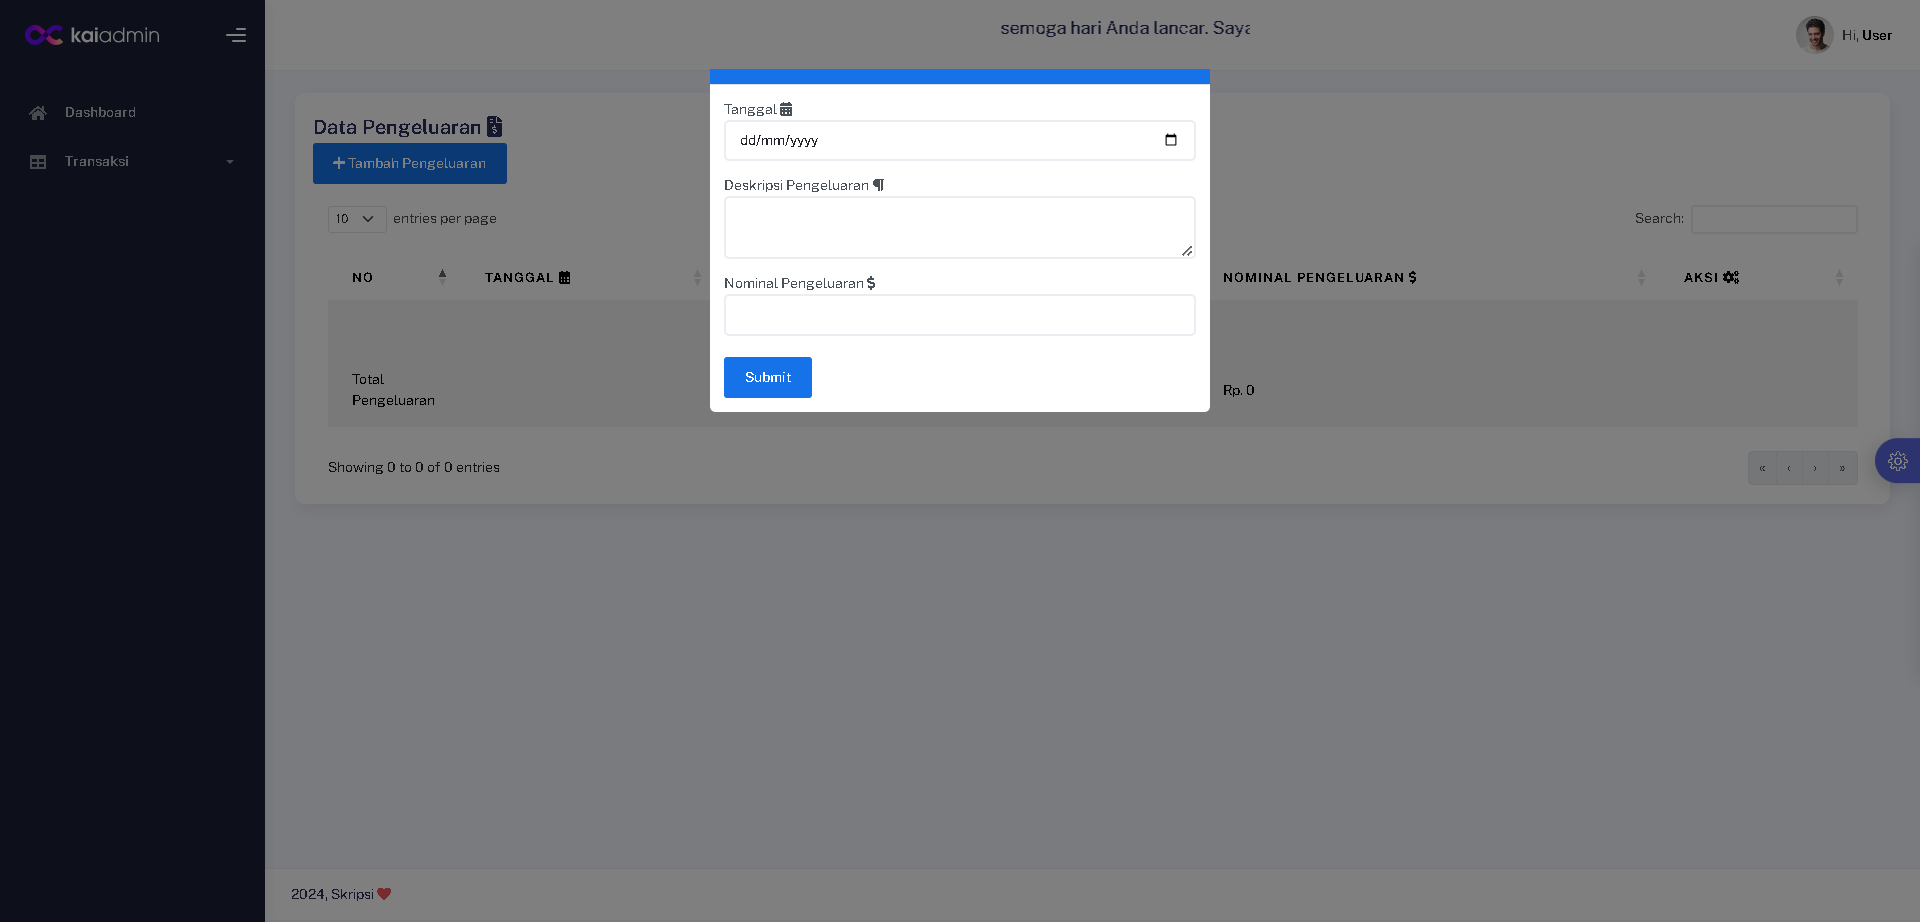 kaiadmin
semoga hari Anda lancar. Saya
Hi, User
Dashboard
Transaksi
Data Pengeluaran
Tambah Pengeluaran
10 entries per page
Search:
NO
TANGGAL
NOMINAL PENGELUARAN
AKSI
Total
Pengeluaran
Rp. 0
Showing 0 to 0 of 0 entries
« ‹ › »
Tanggal
dd/mm/yyyy
Deskripsi Pengeluaran
Nominal Pengeluaran
Submit
2024, Skripsi